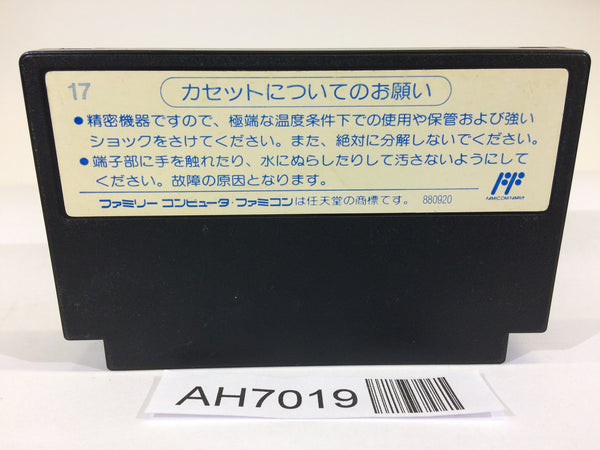 17
カセットについてのお願い
●精密機器ですので、極端な温度条件下での使用や保管および強い
ショックをさけてください。また、絶対に分解しないでください。
●端子部に手を触れたり、水にぬらしたりして汚さないようにして
ください。故障の原因となります。
FAMICOM FAMILY
ファミリー コンピュータ・ファミコンは任天堂の商標です。 880920
AH7019